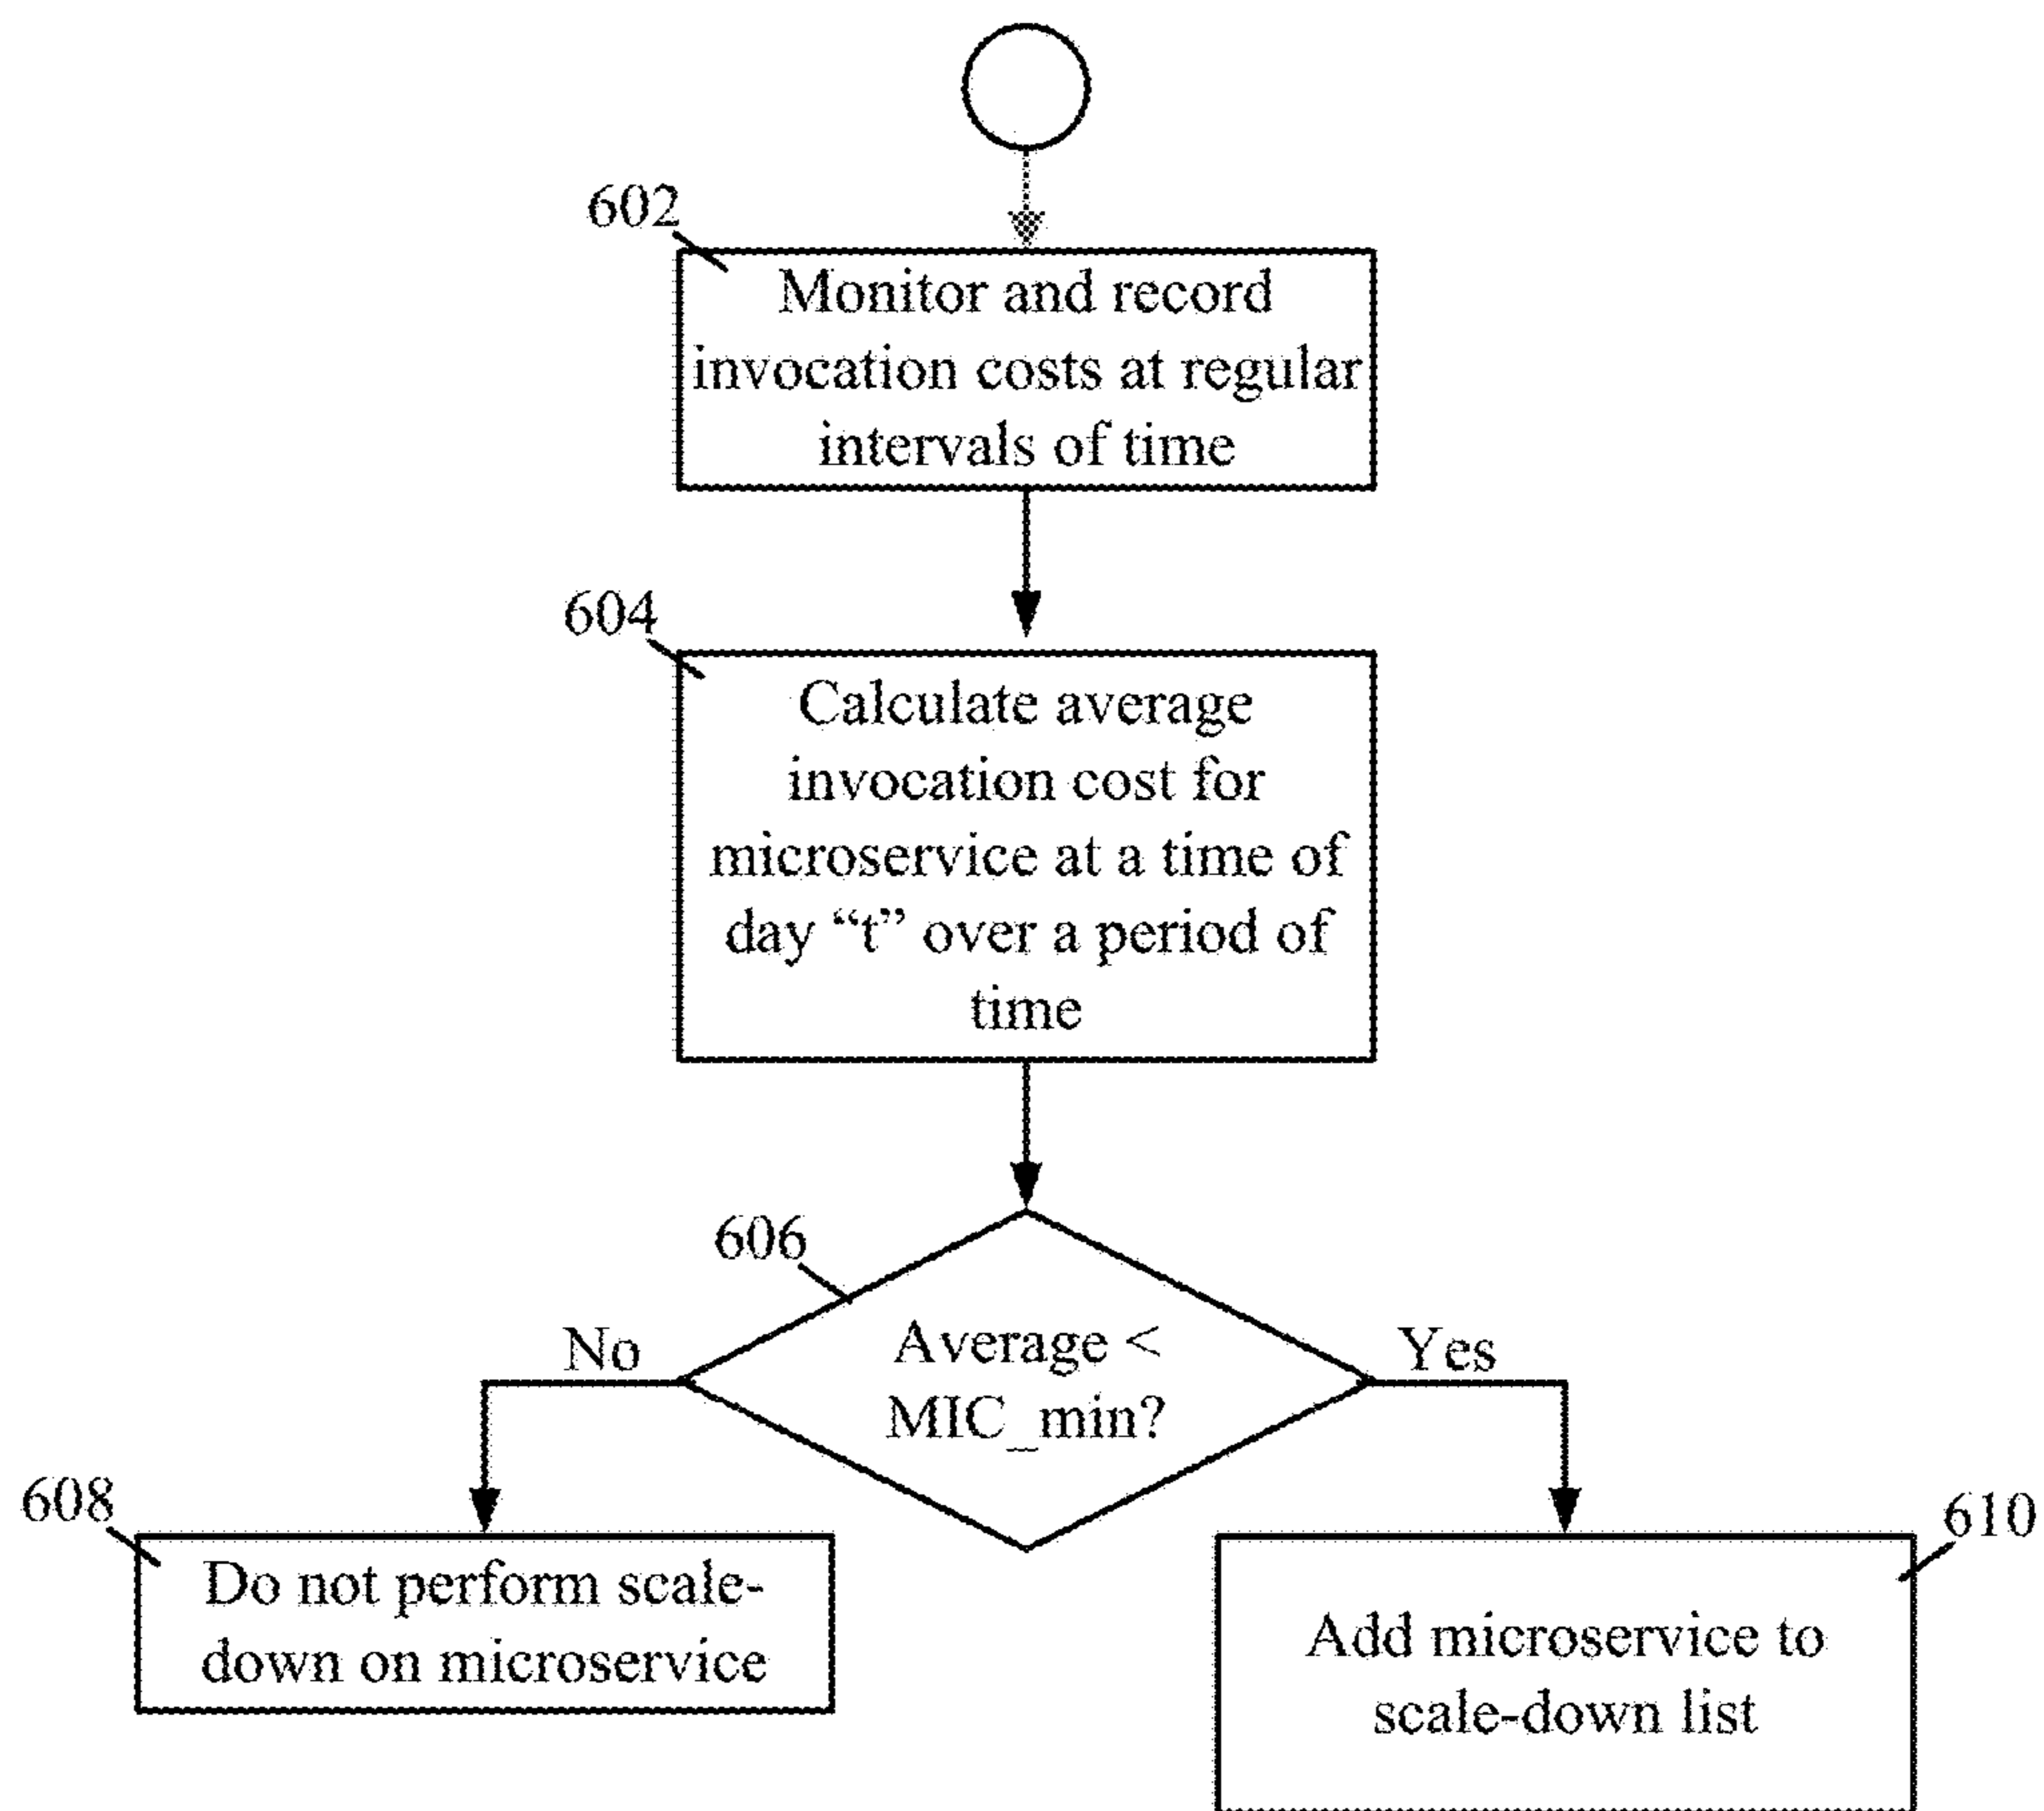 602
Monitor and record
invocation costs at regular
intervals of time
604
Calculate average
invocation cost for
microservice at a time of
day “t” over a period of
time
606
Average <
MIC_min?
No
Yes
608
Do not perform scale-
down on microservice
610
Add microservice to
scale-down list